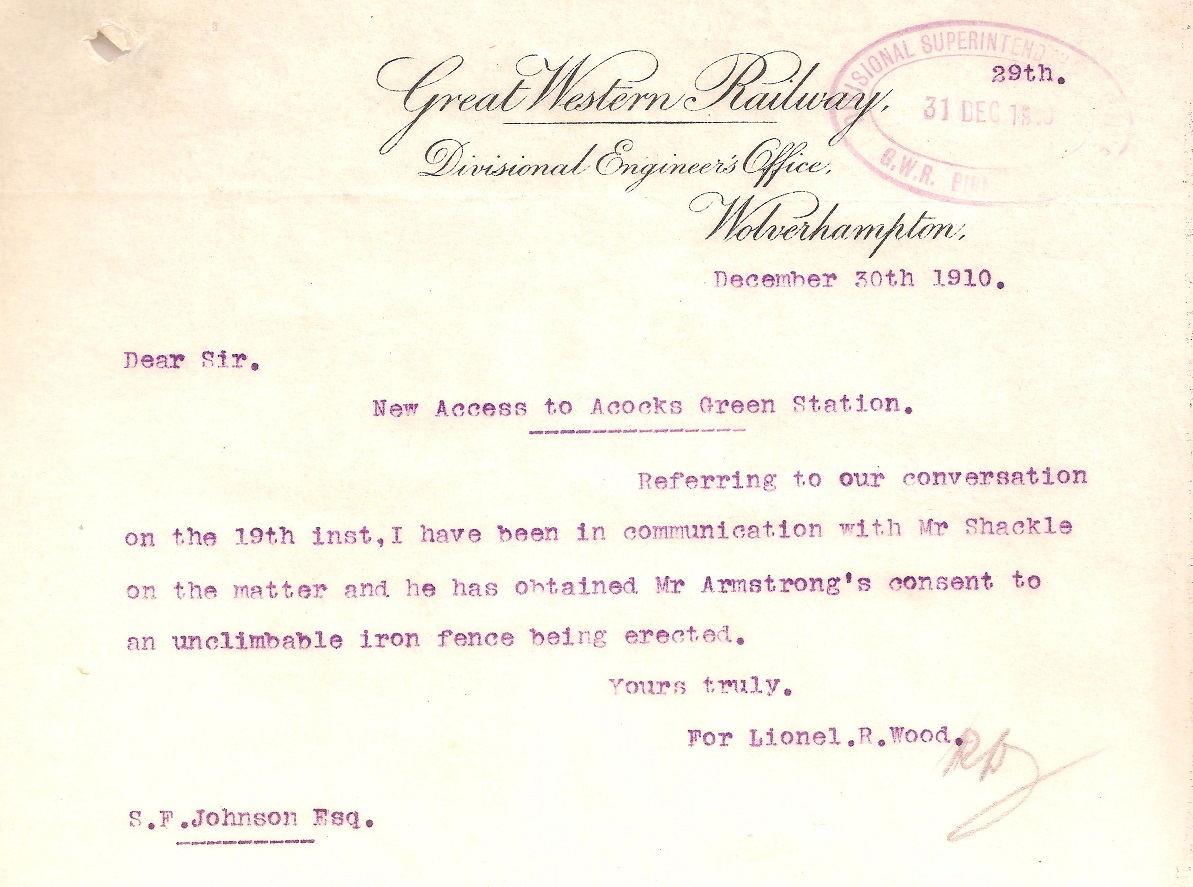 DIVISIONAL SUPERINTEND
29th.
31 DEC 19
G.W.R.
Great Western Railway,
Divisional Engineer's Office,
Wolverhampton,
December 30th 1910.
Dear Sir.
New Access to Acocks Green Station.
Referring to our conversation
on the 19th inst,I have been in communication with Mr Shackle
on the matter and he has obtained Mr Armstrong's consent to
an unclimbable iron fence being erected.
Yours truly.
For Lionel.R.Wood.
S.F.Johnson Esq.